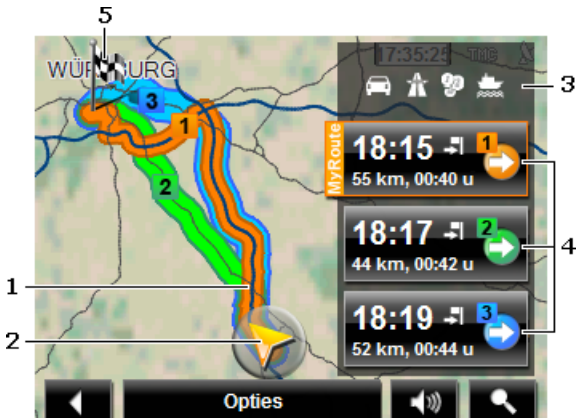 5
17:35:25 TMC
WÜRZBURG
3
3
1
2
MyRoute
18:15 1
55 km, 00:40 u
18:17 2
44 km, 00:42 u
4
18:19 3
52 km, 00:44 u
1
2
Opties